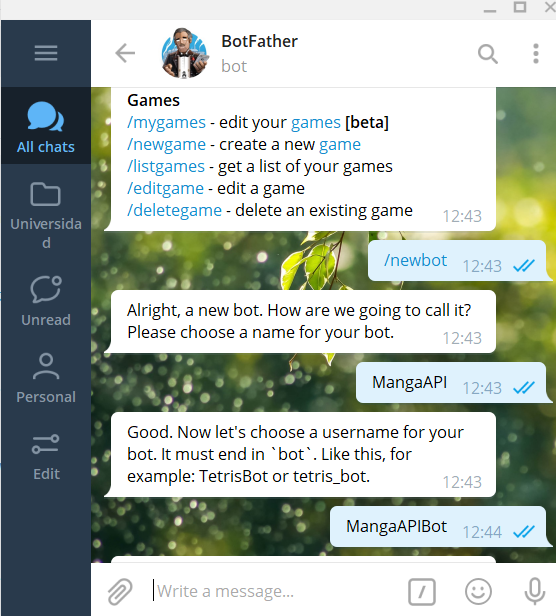 BotFather
bot
All chats
Universida
d
Unread
Personal
Edit
Games
/mygames - edit your games [beta]
/newgame - create a new game
/listgames - get a list of your games
/editgame - edit a game
/deletegame - delete an existing game
12:43
/newbot 12:43
Alright, a new bot. How are we going to call it?
Please choose a name for your bot.
12:43
MangaAPI 12:43
Good. Now let's choose a username for your
bot. It must end in `bot`. Like this, for
example: TetrisBot or tetris_bot.
12:43
MangaAPIBot 12:44
Write a message...